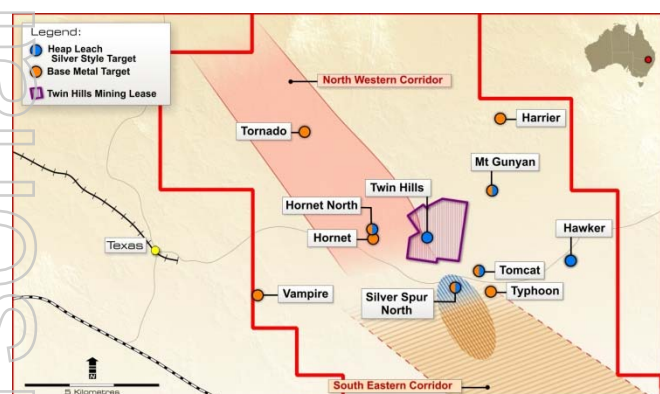 Legend:
Heap Leach
Silver Style Target
Base Metal Target
Twin Hills Mining Lease
North Western Corridor
Tornado
Harrier
Mt Gunyan
Twin Hills
Hornet North
Hornet
Hawker
Texas
Tomcat
Vampire
Silver Spur
North
Typhoon
South Eastern Corridor
N
5 Kilometres